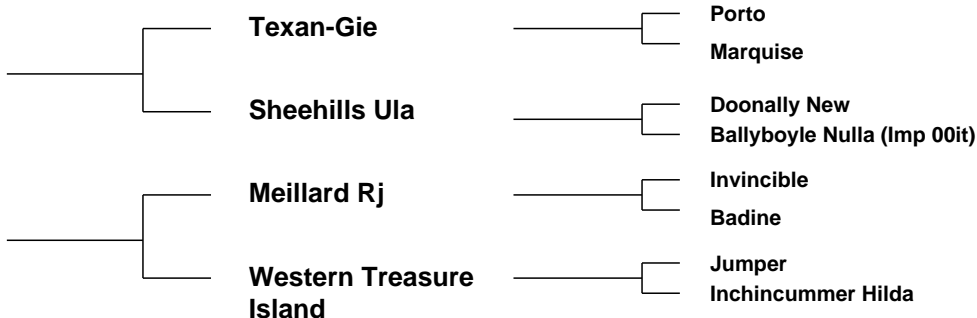 Texan-Gie
Porto
Marquise
Sheehills Ula
Doonally New
Ballyboyle Nulla (Imp 00it)
Meillard Rj
Invincible
Badine
Western Treasure
Island
Jumper
Inchincummer Hilda